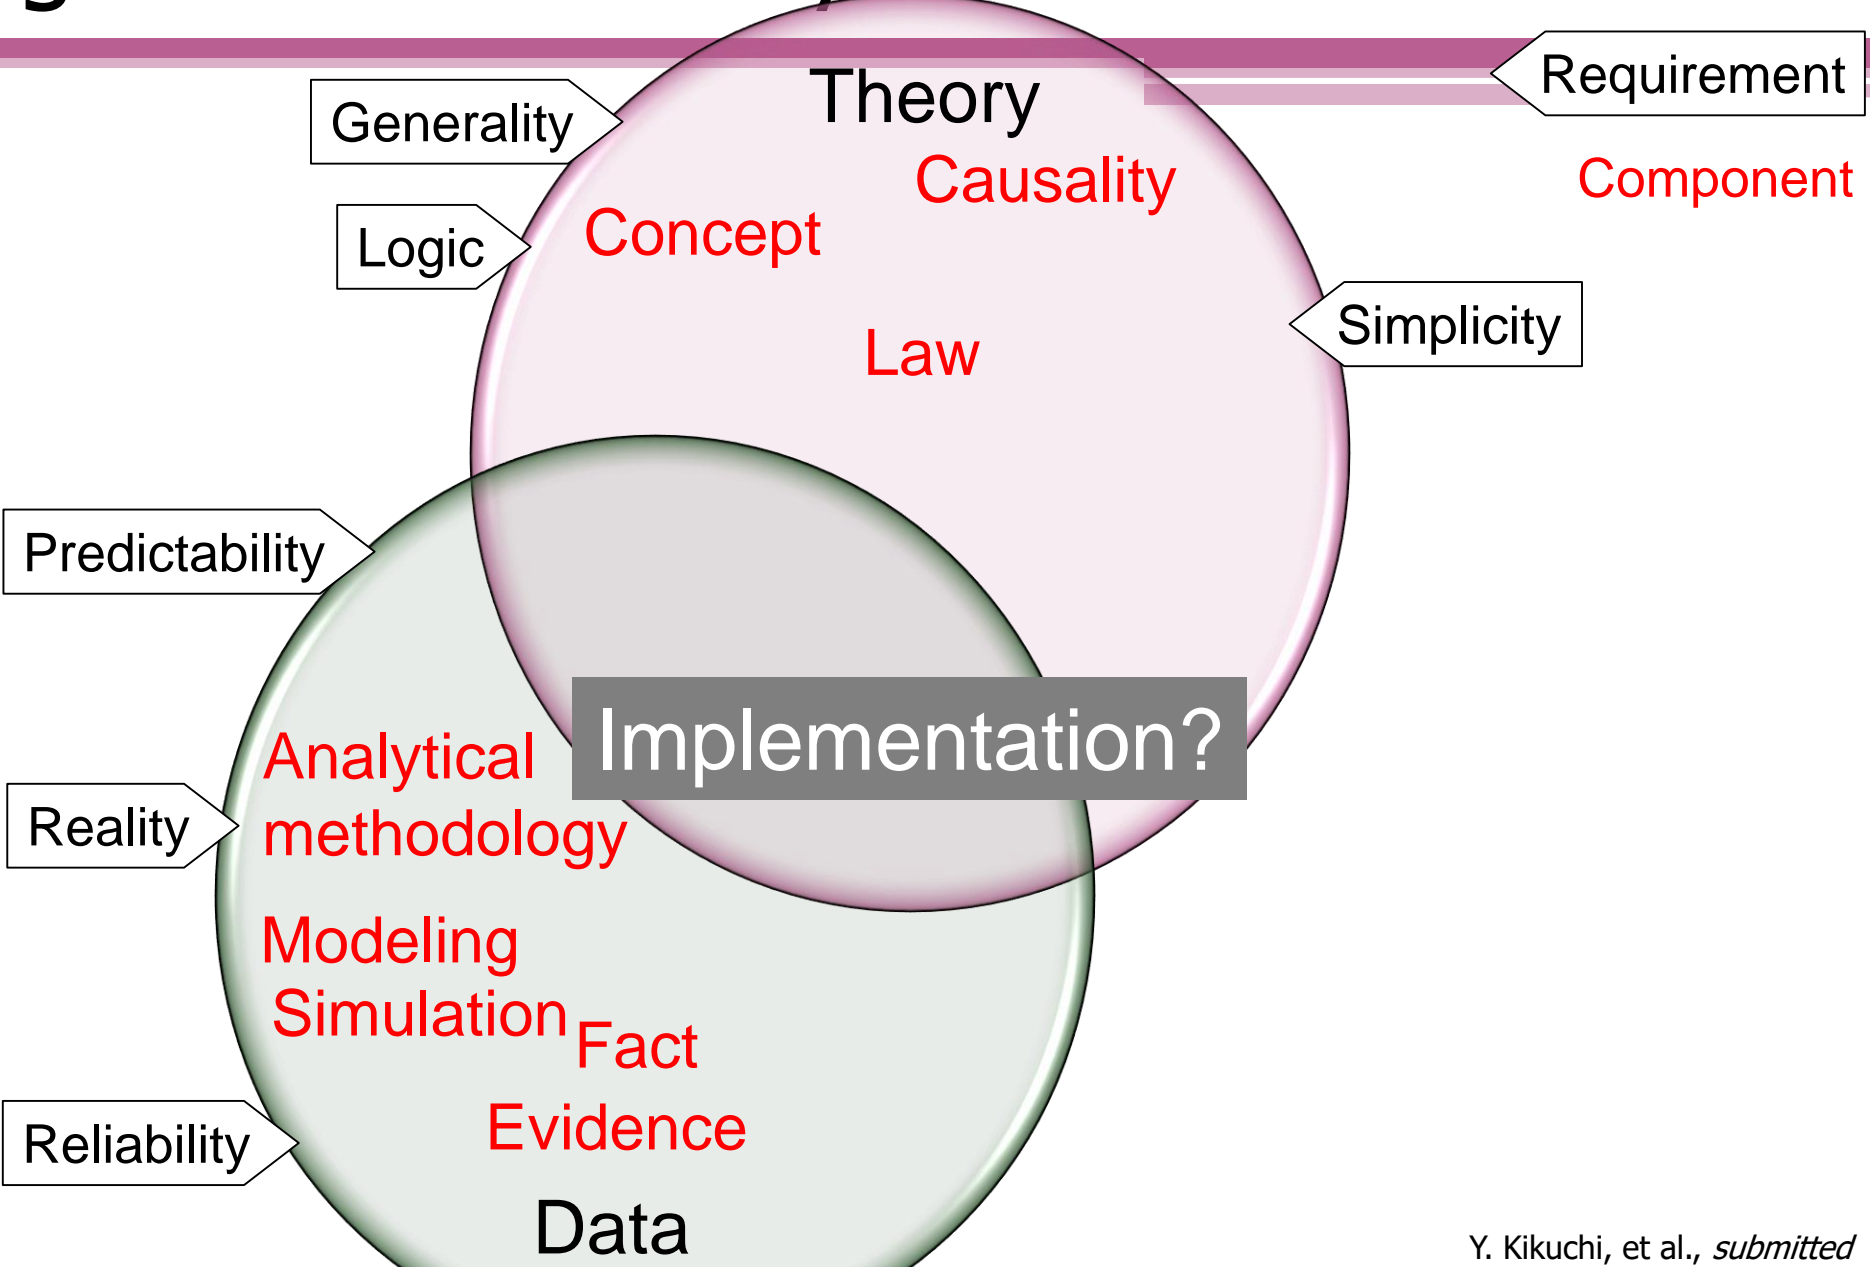 Theory
Requirement
Generality
Causality
Component
Concept
Logic
Simplicity
Law
Predictability
Implementation?
Analytical
methodology
Reality
Modeling
Simulation
Fact
Evidence
Reliability
Data
Y. Kikuchi, et al., submitted